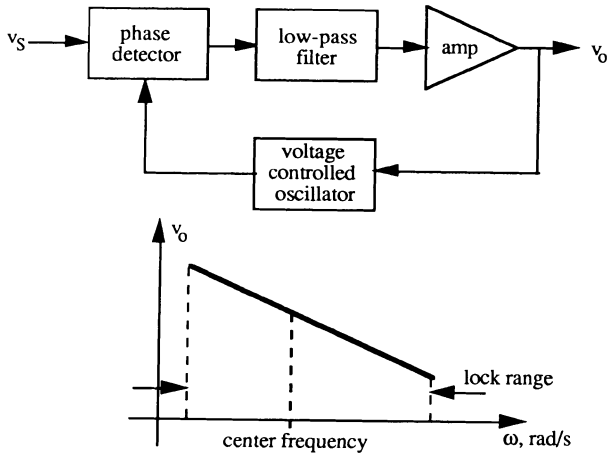 v_S
phase
detector
low-pass
filter
amp
v_o
voltage
controlled
oscillator
v_o
lock range
center frequency
ω, rad/s